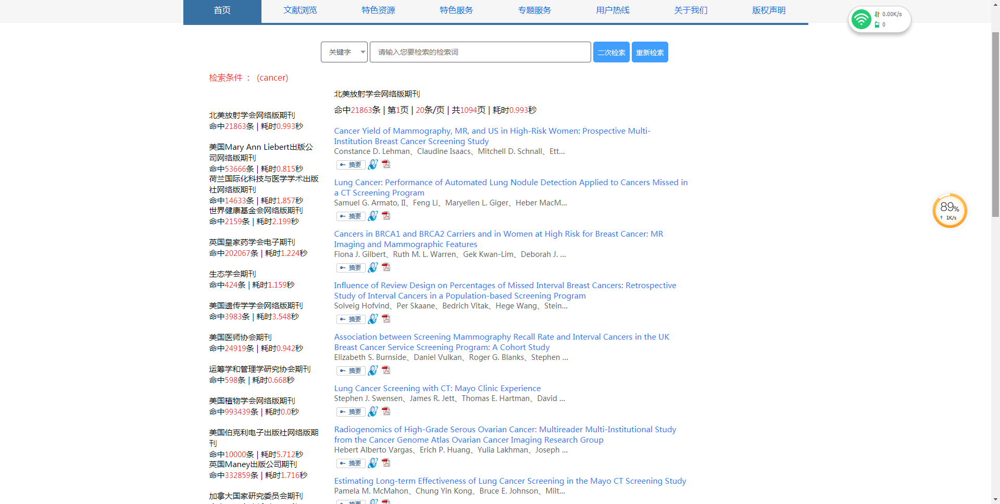 首页 文献浏览 特色资源 特色服务 专题服务 用户热线 关于我们 版权声明
0.00K/s
0
关键字 请输入您要检索的检索词 二次检索 重新检索
检索条件 ： (cancer)
北美放射学会网络版期刊
命中21863条 | 耗时0.993秒
美国Mary Ann Liebert出版公
司网络版期刊
命中53666条 | 耗时0.815秒
荷兰国际化科技与医学学术出版
社网络版期刊
命中14633条 | 耗时1.857秒
世界健康基金会网络版期刊
命中2159条 | 耗时2.199秒
英国皇家药学会电子期刊
命中202067条 | 耗时1.224秒
生态学会期刊
命中424条 | 耗时1.159秒
美国遗传学学会网络版期刊
命中3983条 | 耗时3.548秒
美国医师协会期刊
命中24919条 | 耗时0.942秒
运筹学和管理学研究协会期刊
命中598条 | 耗时0.668秒
美国植物学会网络版期刊
命中993439条 | 耗时0.0秒
美国伯克利电子出版社网络版期
刊
命中10000条 | 耗时5.712秒
英国Maney出版公司期刊
命中332859条 | 耗时1.716秒
加拿大国家研究委员会期刊
北美放射学会网络版期刊
命中21863条 | 第1页 | 20条/页 | 共1094页 | 耗时0.993秒
Cancer Yield of Mammography, MR, and US in High-Risk Women: Prospective Multi-
Institution Breast Cancer Screening Study
Constance D. Lehman、Claudine Isaacs、Mitchell D. Schnall、Ett...
摘要
Lung Cancer: Performance of Automated Lung Nodule Detection Applied to Cancers Missed in
a CT Screening Program
Samuel G. Armato, II、Feng Li、Maryellen L. Giger、Heber MacM...
摘要
Cancers in BRCA1 and BRCA2 Carriers and in Women at High Risk for Breast Cancer: MR
Imaging and Mammographic Features
Fiona J. Gilbert、Ruth M. L. Warren、Gek Kwan-Lim、Deborah J. ...
摘要
Influence of Review Design on Percentages of Missed Interval Breast Cancers: Retrospective
Study of Interval Cancers in a Population-based Screening Program
Solveig Hofvind、Per Skaane、Bedrich Vitak、Hege Wang、Stein...
摘要
Association between Screening Mammography Recall Rate and Interval Cancers in the UK
Breast Cancer Service Screening Program: A Cohort Study
Elizabeth S. Burnside、Daniel Vulkan、Roger G. Blanks、Stephen ...
摘要
Lung Cancer Screening with CT: Mayo Clinic Experience
Stephen J. Swensen、James R. Jett、Thomas E. Hartman、David ...
摘要
Radiogenomics of High-Grade Serous Ovarian Cancer: Multireader Multi-Institutional Study
from the Cancer Genome Atlas Ovarian Cancer Imaging Research Group
Hebert Alberto Vargas、Erich P. Huang、Yulia Lakhman、Joseph ...
摘要
Estimating Long-term Effectiveness of Lung Cancer Screening in the Mayo CT Screening Study
Pamela M. McMahon、Chung Yin Kong、Bruce E. Johnson、Milt...
摘要
89%
1K/s